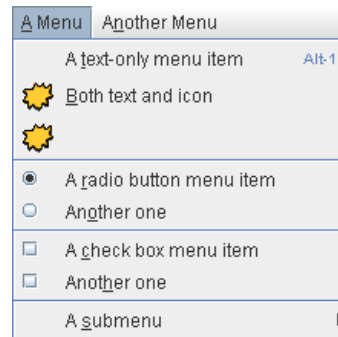 A Menu Another Menu
A text-only menu item Alt-1
Both text and icon
A radio button menu item
Another one
A check box menu item
Another one
A submenu